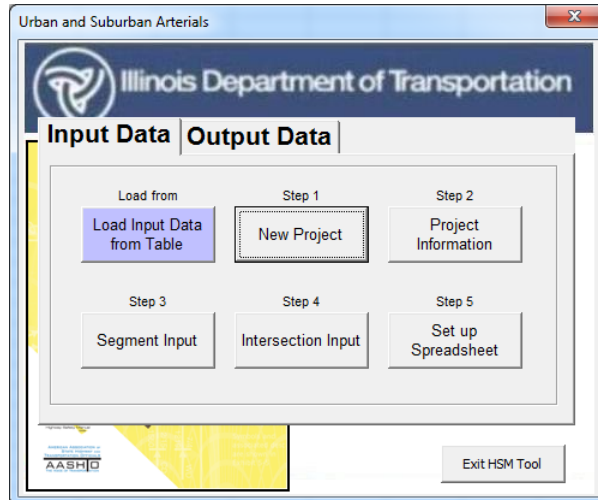 Urban and Suburban Arterials
Illinois Department of Transportation
Input Data
Output Data
Load from
Step 1
Step 2
Load Input Data
from Table
New Project
Project
Information
Step 3
Step 4
Step 5
Segment Input
Intersection Input
Set up
Spreadsheet
AASHTO
Exit HSM Tool